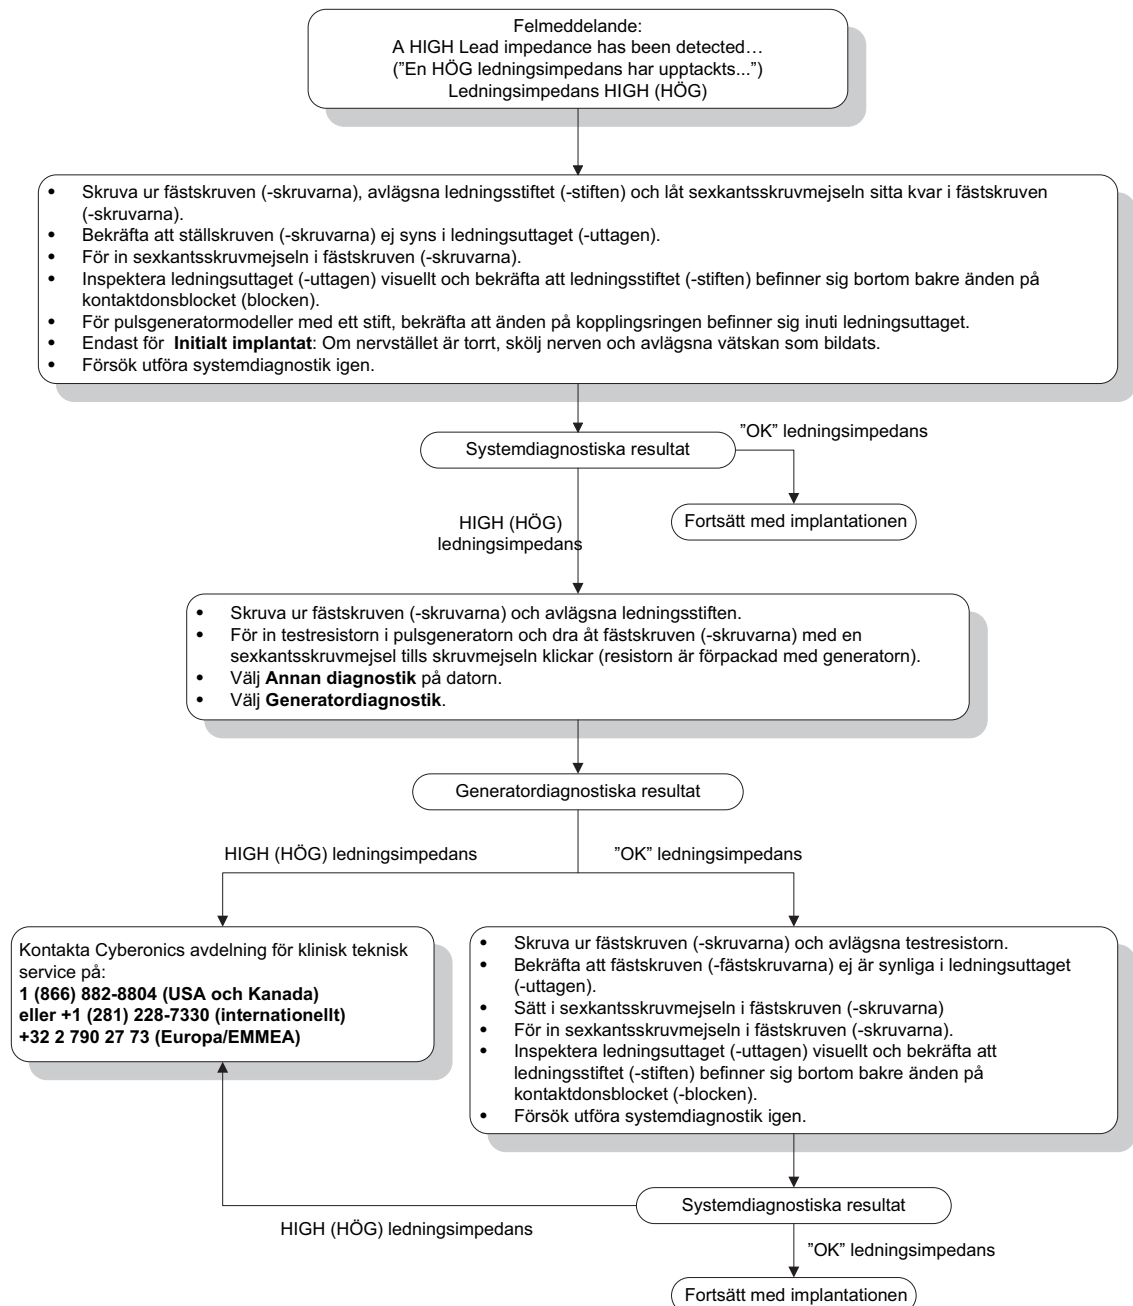 Felmeddelande:
A HIGH Lead impedance has been detected…
("En HÖG ledningsimpedans har upptackts...")
Ledningsimpedans HIGH (HÖG)
• Skruva ur fästskruven (-skruvarna), avlägsna ledningsstiftet (-stiften) och låt sexkantsskruvmejseln sitta kvar i fästskruven
(-skruvarna).
• Bekräfta att ställskruven (-skruvarna) ej syns i ledningsuttaget (-uttagen).
• För in sexkantsskruvmejseln i fästskruven (-skruvarna).
• Inspektera ledningsuttaget (-uttagen) visuellt och bekräfta att ledningsstiftet (-stiften) befinner sig bortom bakre änden på
kontaktdonsblocket (blocken).
• För pulsgeneratormodeller med ett stift, bekräfta att änden på kopplingsringen befinner sig inuti ledningsuttaget.
• Endast för Initialt implantat: Om nervstället är torrt, skölj nerven och avlägsna vätskan som bildats.
• Försök utföra systemdiagnostik igen.
Systemdiagnostiska resultat
"OK" ledningsimpedans
Fortsätt med implantationen
HIGH (HÖG)
ledningsimpedans
• Skruva ur fästskruven (-skruvarna) och avlägsna ledningsstiften.
• För in testresistorn i pulsgeneratorn och dra åt fästskruven (-skruvarna) med en
sexkantsskruvmejsel tills skruvmejseln klickar (resistorn är förpackad med generatorn).
• Välj Annan diagnostik på datorn.
• Välj Generatordiagnostik.
Generatordiagnostiska resultat
HIGH (HÖG) ledningsimpedans
"OK" ledningsimpedans
Kontakta Cyberonics avdelning för klinisk teknisk
service på:
1 (866) 882-8804 (USA och Kanada)
eller +1 (281) 228-7330 (internationellt)
+32 2 790 27 73 (Europa/EMMEA)
• Skruva ur fästskruven (-skruvarna) och avlägsna testresistorn.
• Bekräfta att fästskruven (-fästskruvarna) ej är synliga i ledningsuttaget
(-uttagen).
• Sätt i sexkantsskruvmejseln i fästskruven (-skruvarna)
• För in sexkantsskruvmejseln i fästskruven (-skruvarna).
• Inspektera ledningsuttaget (-uttagen) visuellt och bekräfta att
ledningsstiftet (-stiften) befinner sig bortom bakre änden på
kontaktdonsblocket (-blocken).
• Försök utföra systemdiagnostik igen.
Systemdiagnostiska resultat
HIGH (HÖG) ledningsimpedans
"OK" ledningsimpedans
Fortsätt med implantationen